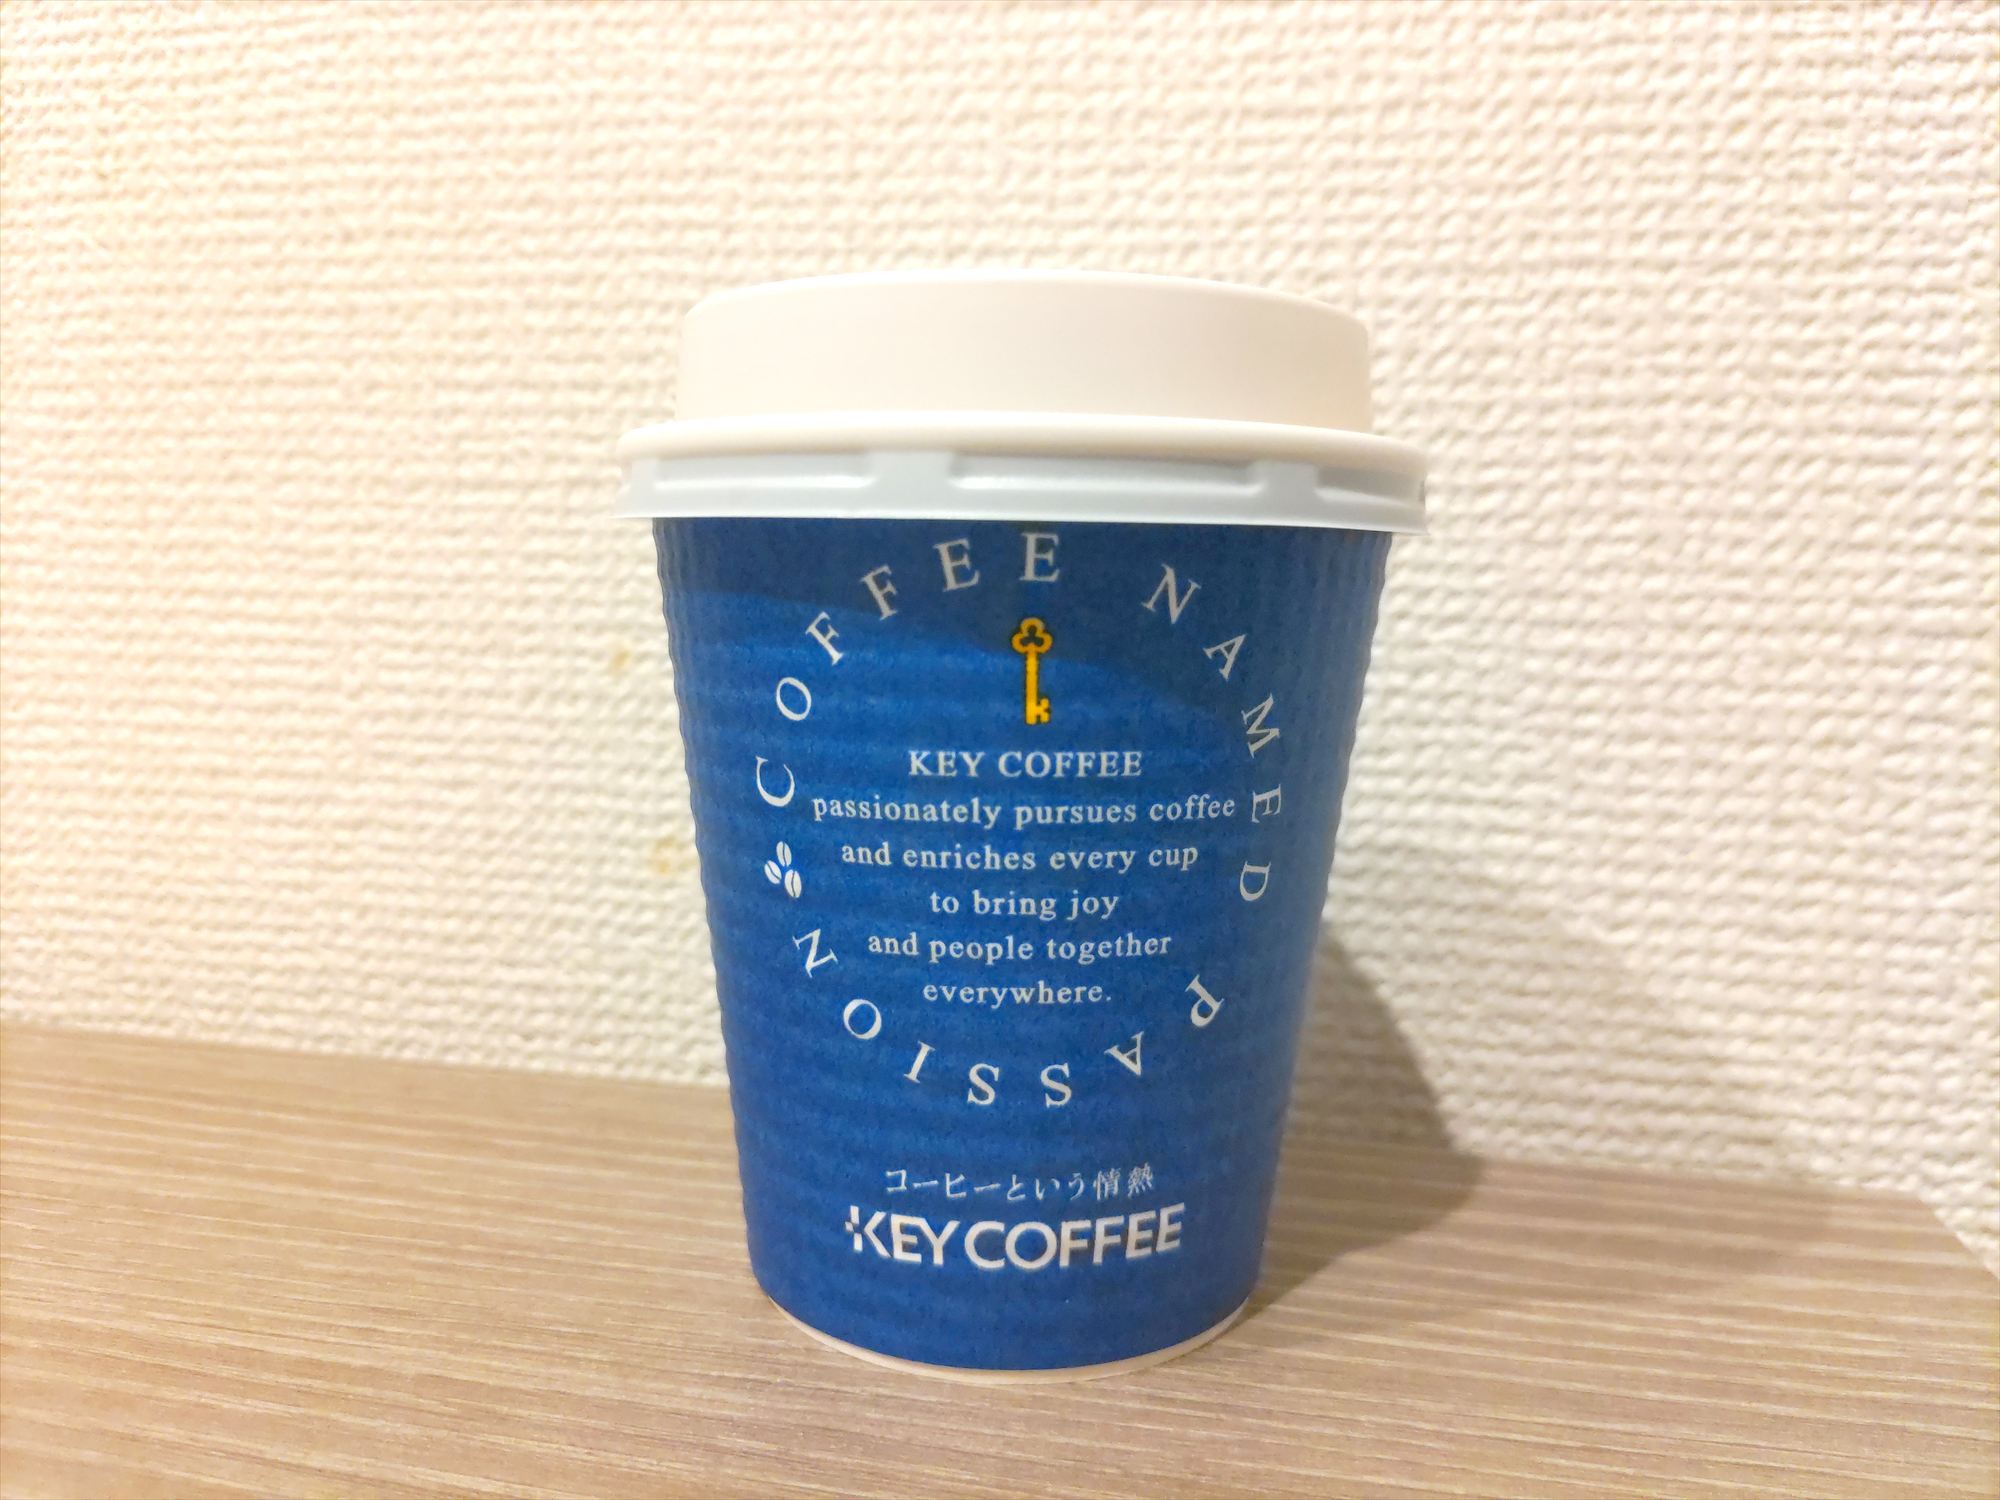 COFFEE NAMED PASSION
KEY COFFEE
passionately pursues coffee
and enriches every cup
to bring joy
and people together
everywhere.
コーヒーという情熱
KEY COFFEE